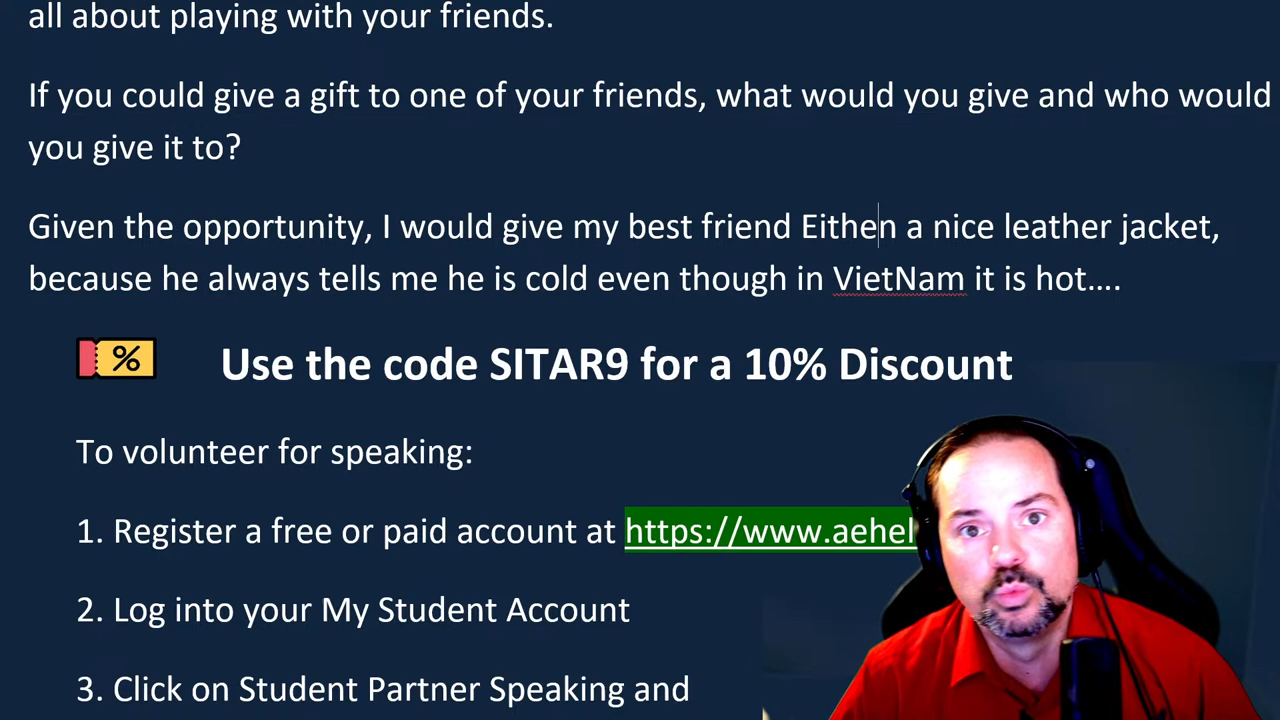 all about playing with your friends.
If you could give a gift to one of your friends, what would you give and who would
you give it to?
Given the opportunity, I would give my best friend Eithen a nice leather jacket,
because he always tells me he is cold even though in VietNam it is hot....
%
Use the code SITAR9 for a 10% Discount
To volunteer for speaking:
1. Register a free or paid account at https://www.aehel
2. Log into your My Student Account
3. Click on Student Partner Speaking and